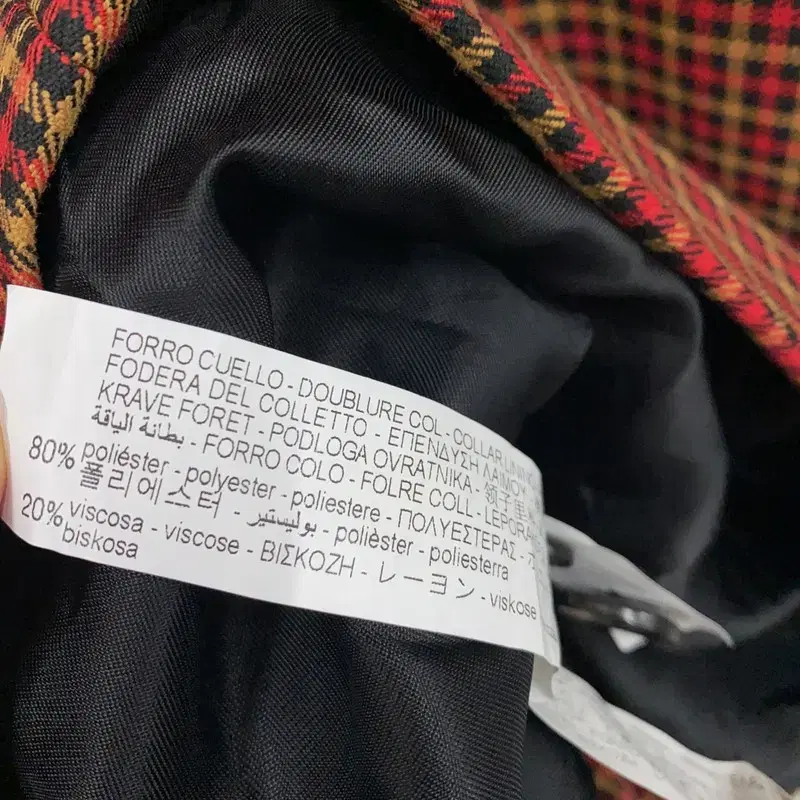 FORRO CUELLO - DOUBLURE COL - COLLAR LINING
FODERA DEL COLLETTO - ΕΠΕΝΔΥΣΗ ΛΑΙΜΟΥ
KRAVE FORET - PODLOGA OVRATNIKA - 领子里
بطانة الياقة - FORRO COLO - FOLRE COLL - LEPORA
80% poliéster - polyester - poliestere - ΠΟΛΥΕΣΤΕΡΑΣ -
폴리에스터 - بوليستير - polièster - poliesterra
20% viscosa - viscose - ΒΙΣΚΟΖΗ - レーヨン - viskose
biskosa